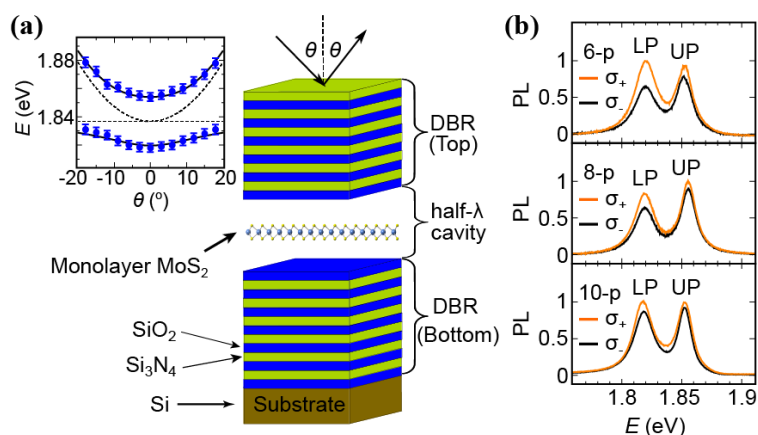 (a)
1.88
1.84
E (eV)
-20
-10
0
10
20
θ (º)
θ
θ
DBR
(Top)
half-λ
cavity
Monolayer MoS₂
DBR
(Bottom)
SiO₂
Si₃N₄
Si
Substrate
(b)
6-p
LP
UP
σ₊
σ₋
1
0.5
0
PL
8-p
LP
UP
σ₊
σ₋
1
0.5
0
PL
10-p
LP
UP
σ₊
σ₋
1
0.5
0
PL
1.8
1.85
1.9
E (eV)